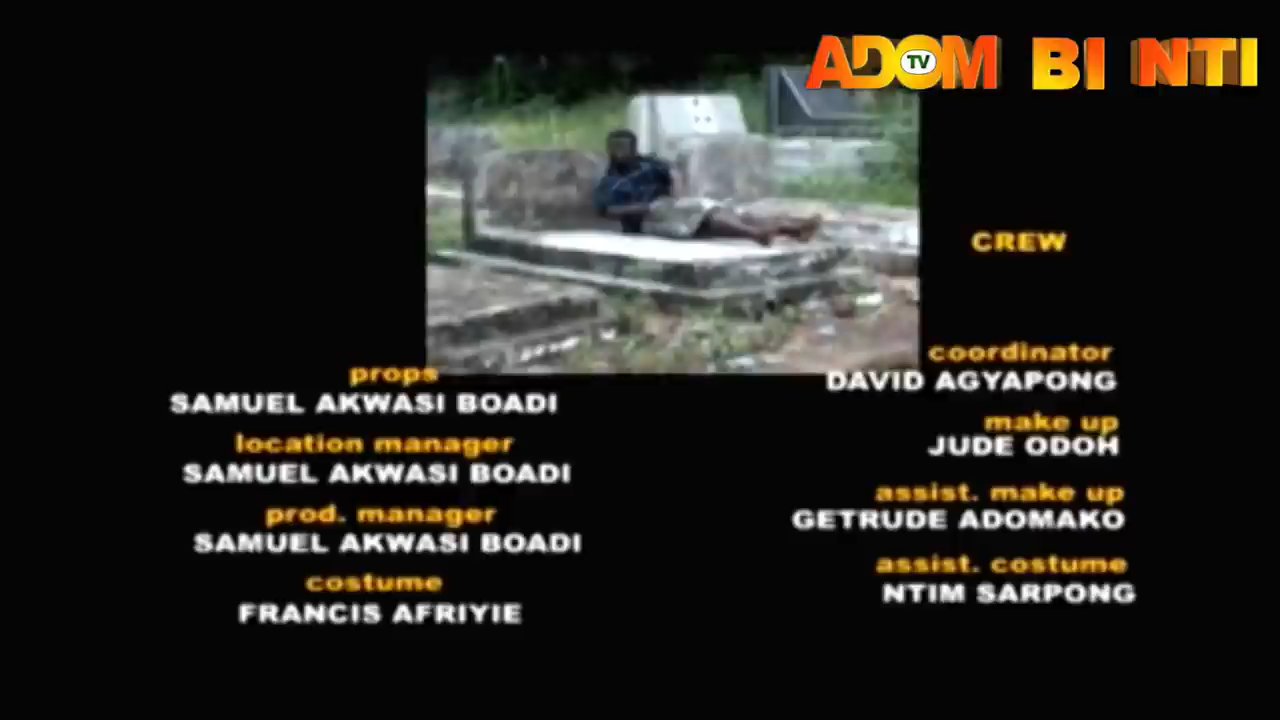 ADOM TV BI NTI
CREW
props
SAMUEL AKWASI BOADI
location manager
SAMUEL AKWASI BOADI
prod. manager
SAMUEL AKWASI BOADI
costume
FRANCIS AFRIYIE
coordinator
DAVID AGYAPONG
make up
JUDE ODOH
assist. make up
GETRUDE ADOMAKO
assist. costume
NTIM SARPONG